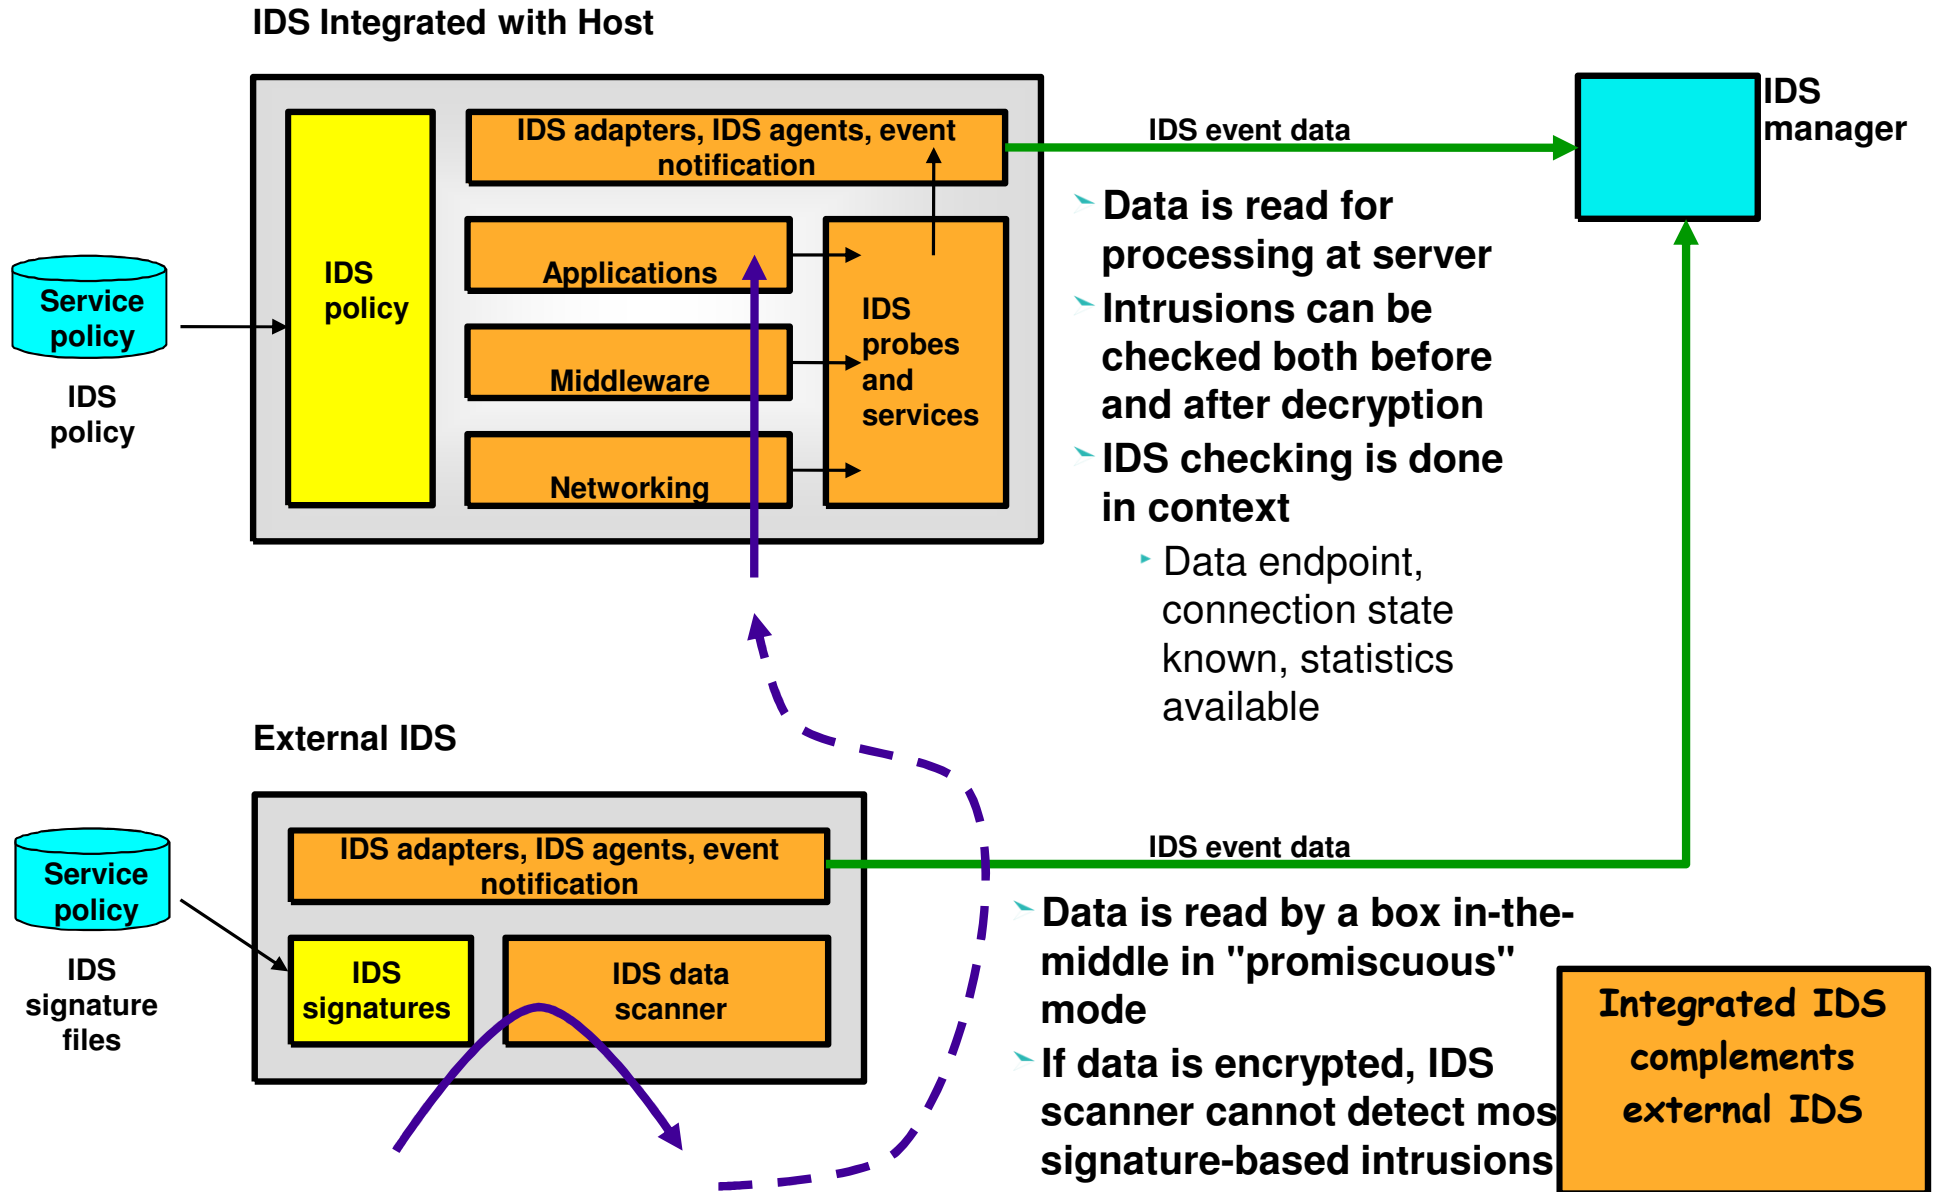 IDS Integrated with Host
IDS policy
IDS adapters, IDS agents, event
notification
Applications
Middleware
Networking
IDS
probes
and
services
Service
policy
IDS
policy
IDS event data
IDS
manager
Data is read for
processing at server
Intrusions can be
checked both before
and after decryption
IDS checking is done
in context
Data endpoint,
connection state
known, statistics
available
External IDS
IDS adapters, IDS agents, event
notification
IDS
signatures
IDS data
scanner
Service
policy
IDS
signature
files
IDS event data
Data is read by a box in-the-
middle in "promiscuous"
mode
If data is encrypted, IDS
scanner cannot detect mos
signature-based intrusions
Integrated IDS
complements
external IDS